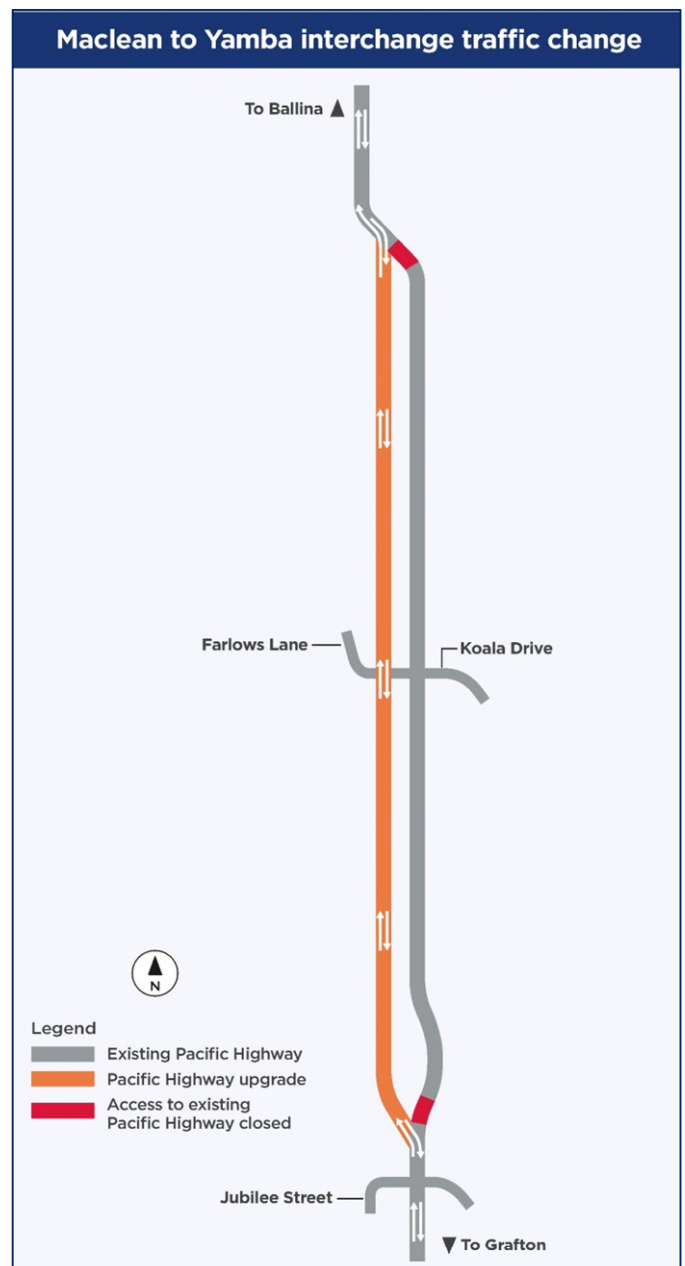 Maclean to Yamba interchange traffic change
To Ballina
Farlows Lane
Koala Drive
N
Legend
Existing Pacific Highway
Pacific Highway upgrade
Access to existing
Pacific Highway closed
Jubilee Street
To Grafton